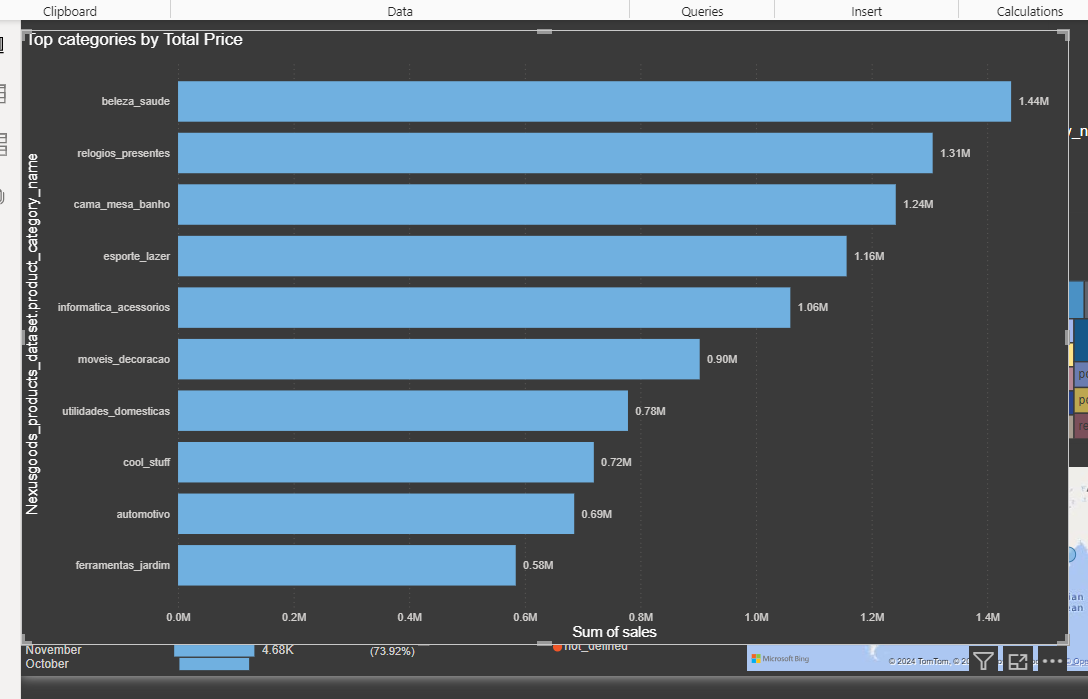 Clipboard
Data
Queries
Insert
Calculations
Top categories by Total Price
Nexusgoods_products_dataset.product_category_name
beleza_saude 1.44M
relogios_presentes 1.31M
cama_mesa_banho 1.24M
esporte_lazer 1.16M
informatica_acessorios 1.06M
moveis_decoracao 0.90M
utilidades_domesticas 0.78M
cool_stuff 0.72M
automotivo 0.69M
ferramentas_jardim 0.58M
0.0M 0.2M 0.4M 0.6M 0.8M 1.0M 1.2M 1.4M
Sum of sales
November 4.68K (73.92%) not_defined
October
Microsoft Bing © 2024 TomTom, ©